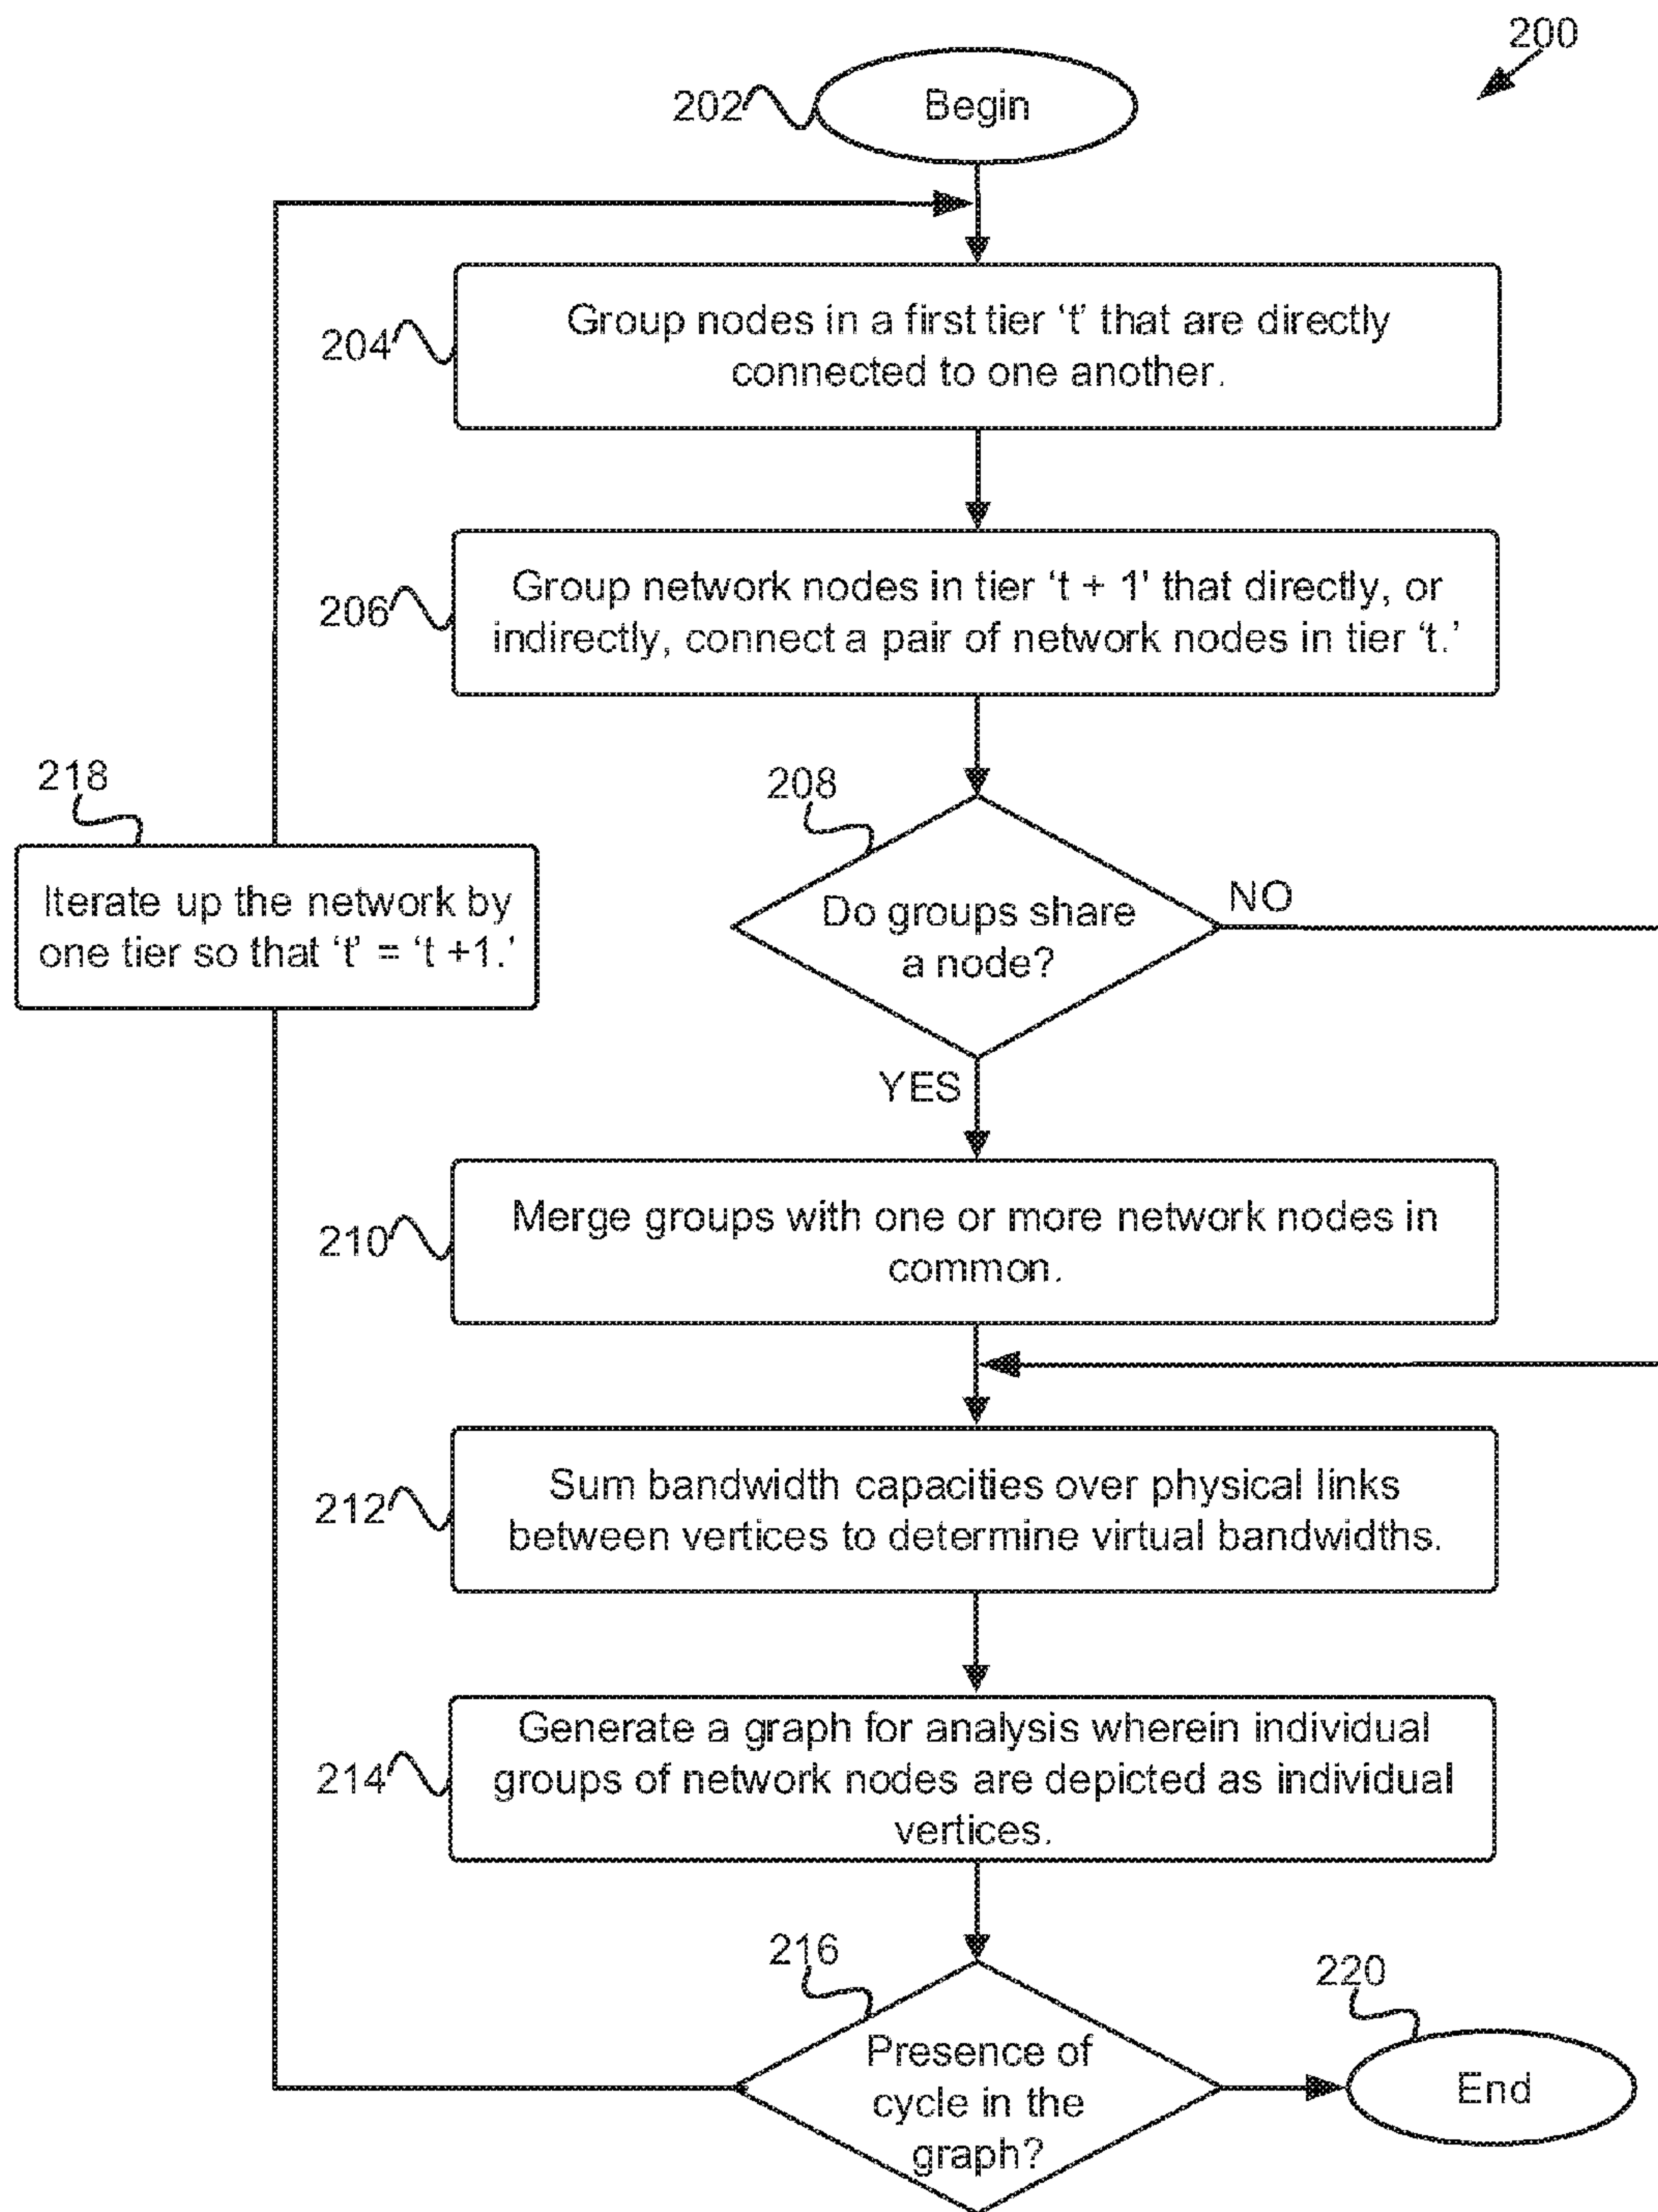 200
202
Begin
204
Group nodes in a first tier ‘t’ that are directly
connected to one another.
206
Group network nodes in tier ‘t + 1’ that directly, or
indirectly, connect a pair of network nodes in tier ‘t.’
218
Iterate up the network by
one tier so that ‘t’ = ‘t +1.’
208
Do groups share
a node?
NO
YES
210
Merge groups with one or more network nodes in
common.
212
Sum bandwidth capacities over physical links
between vertices to determine virtual bandwidths.
214
Generate a graph for analysis wherein individual
groups of network nodes are depicted as individual
vertices.
216
Presence of
cycle in the
graph?
220
End